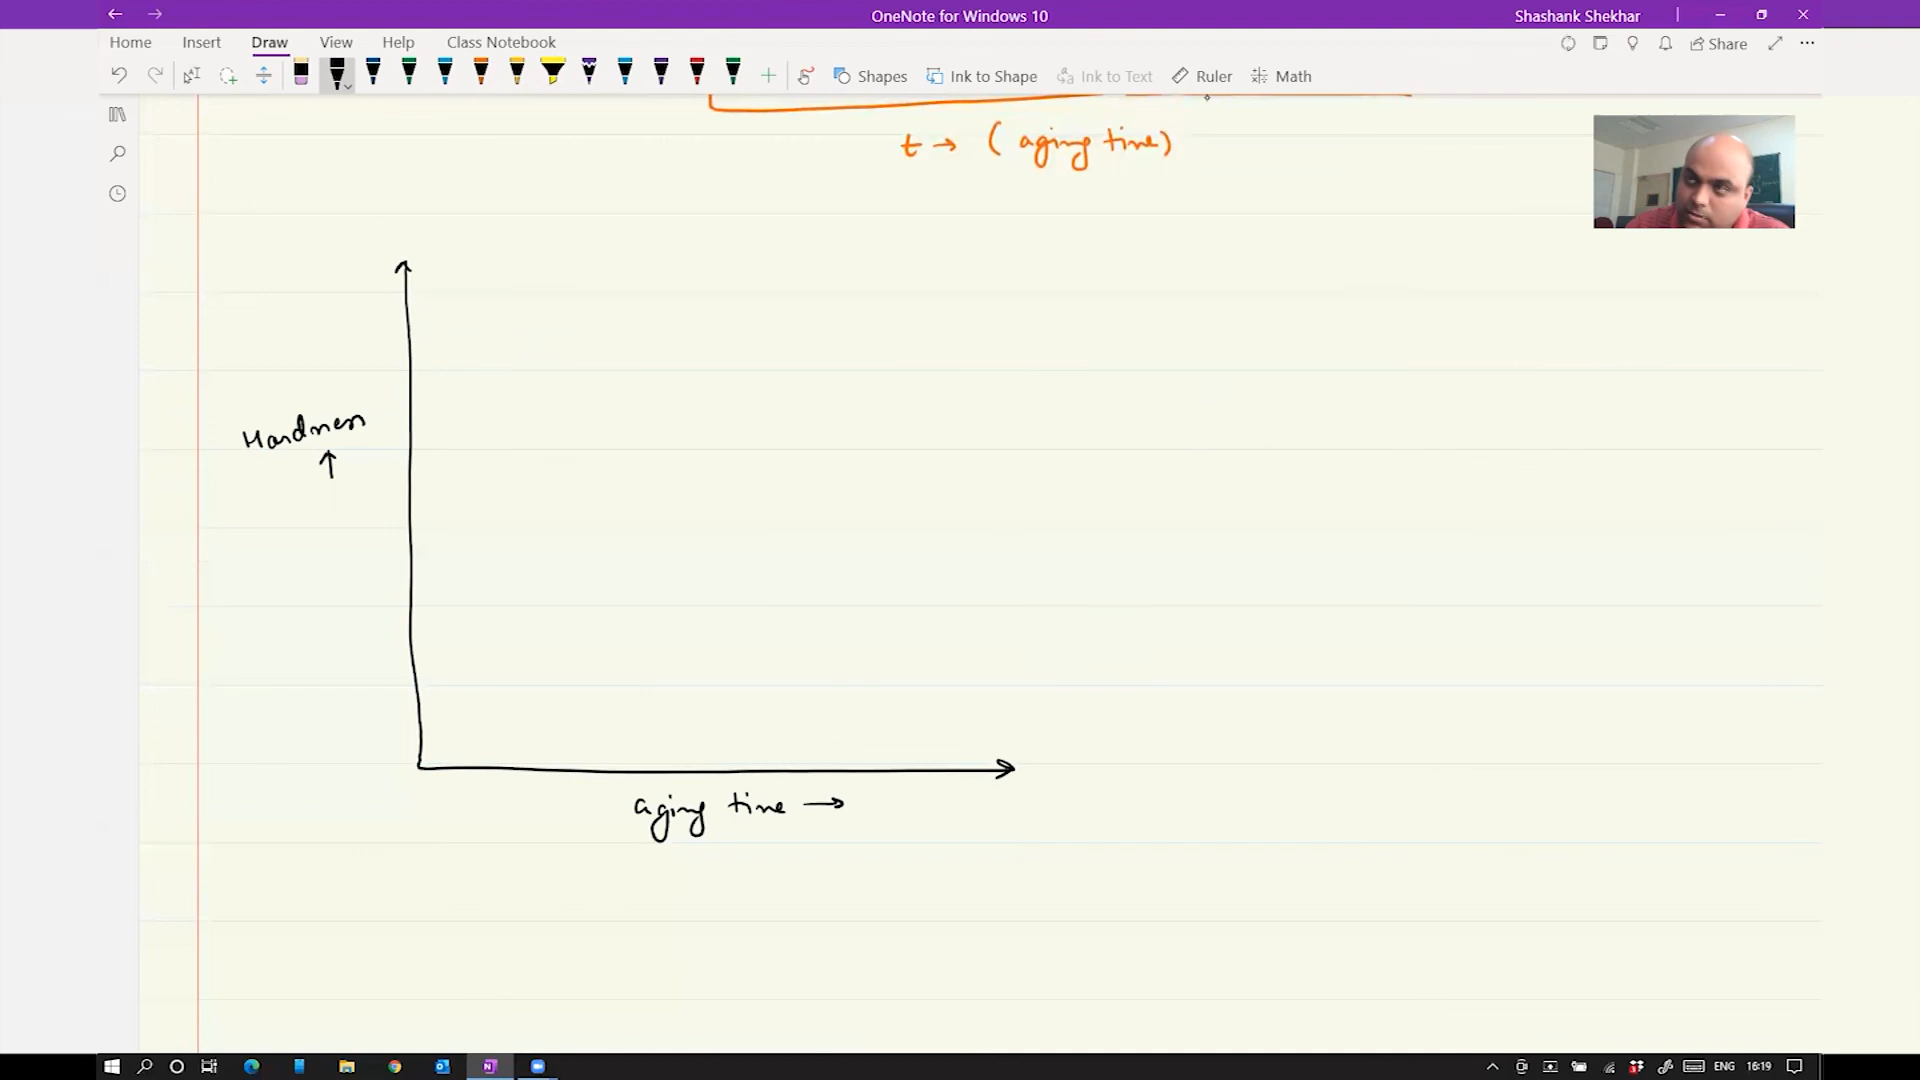 OneNote for Windows 10
Shashank Shekhar
Home Insert Draw View Help Class Notebook
Share
Shapes Ink to Shape Ink to Text Ruler Math
t → ( aging time)
Hardness
↑
aging time →
ENG 16:19